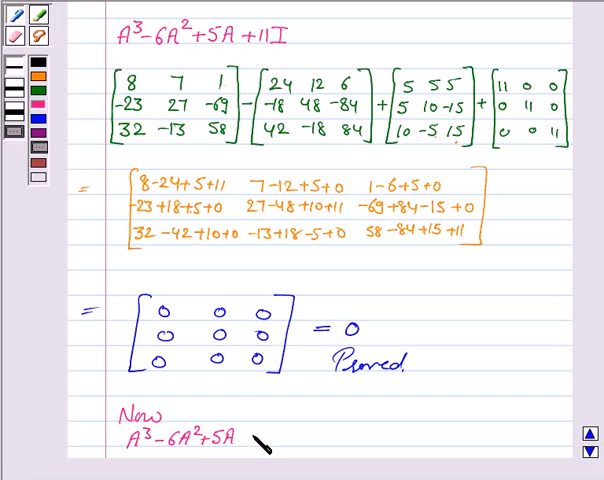 A³-6A²+5A+11I
[8 7 1] - [24 12 6] + [5 5 5] + [11 0 0]
[-23 27 -69] [-18 48 -84] [5 10 -15] [0 11 0]
[32 -13 58] [42 -18 84] [10 -5 15] [0 0 11]
= [8-24+5+11 7-12+5+0 1-6+5+0]
[-23+18+5+0 27-48+10+11 -69+84-15+0]
[32-42+10+0 -13+18-5+0 58-84+15+11]
= [0 0 0]
[0 0 0] = 0
[0 0 0] Proved.
Now
A³-6A²+5A